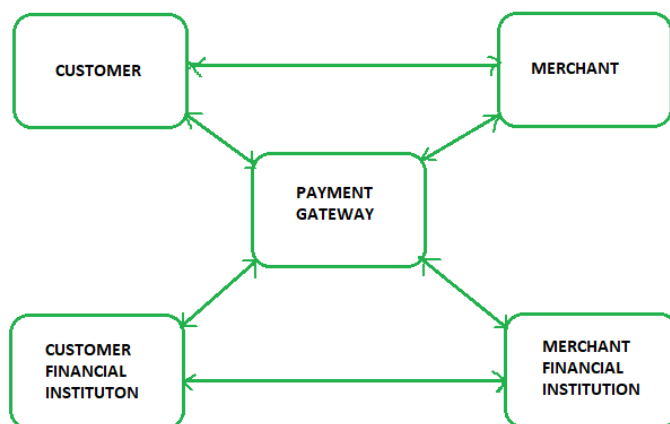 CUSTOMER
MERCHANT
PAYMENT
GATEWAY
CUSTOMER
FINANCIAL
INSTITUTON
MERCHANT
FINANCIAL
INSTITUTION